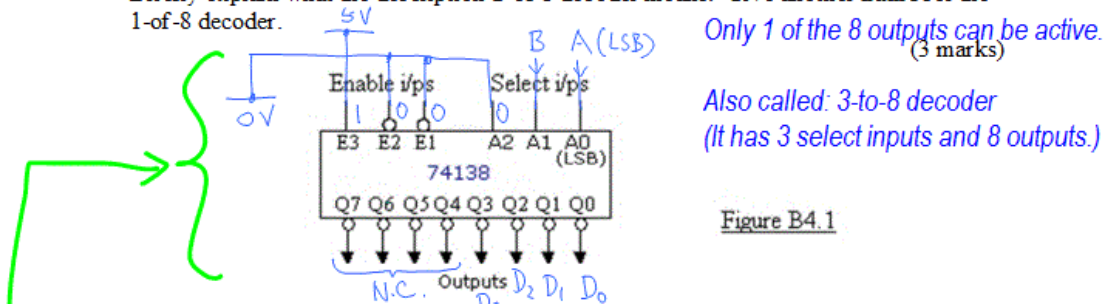 1-of-8 decoder.
5V
B A (LSB)
Only 1 of the 8 outputs can be active.
(3 marks)
Enable i/ps Select i/ps
Also called: 3-to-8 decoder
(It has 3 select inputs and 8 outputs.)
0V
1 0 0 0
E3 E2 E1 A2 A1 A0
(LSB)
74138
Q7 Q6 Q5 Q4 Q3 Q2 Q1 Q0
Figure B4.1
N.C. Outputs D2 D1 D0